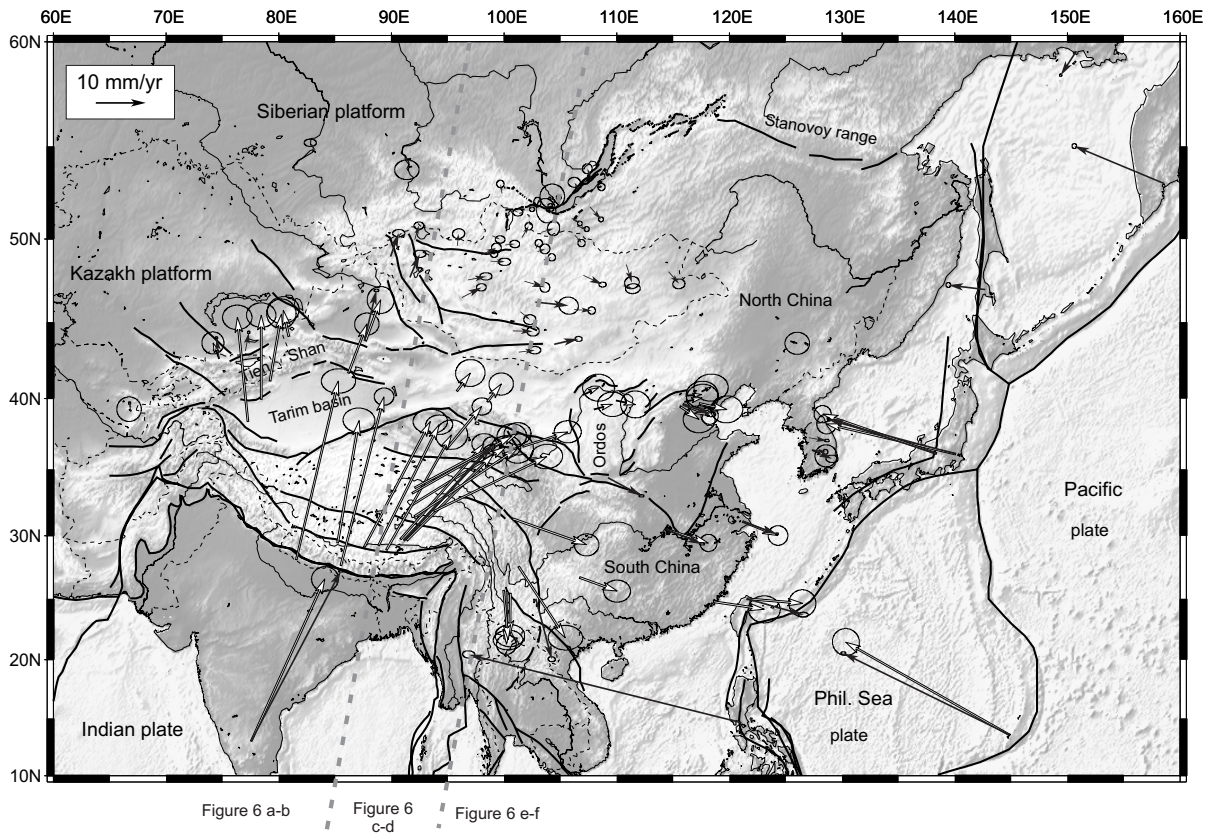 60E 70E 80E 90E 100E 110E 120E 130E 140E 150E 160E
60N
10 mm/yr
Siberian platform
Stanovoy range
50N
Kazakh platform
North China
Tien Shan
40N
Tarim basin
Ordos
Pacific
plate
30N
South China
20N
Phil. Sea
plate
Indian plate
10N
Figure 6 a-b
Figure 6
c-d
Figure 6 e-f